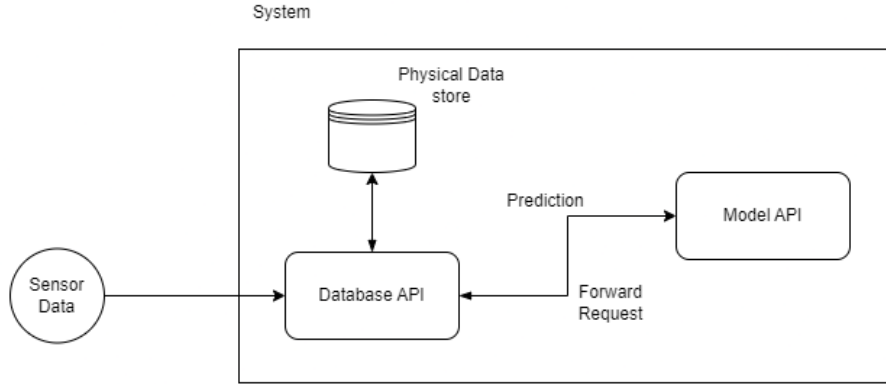 System
Physical Data
store
Prediction
Model API
Sensor
Data
Database API
Forward
Request